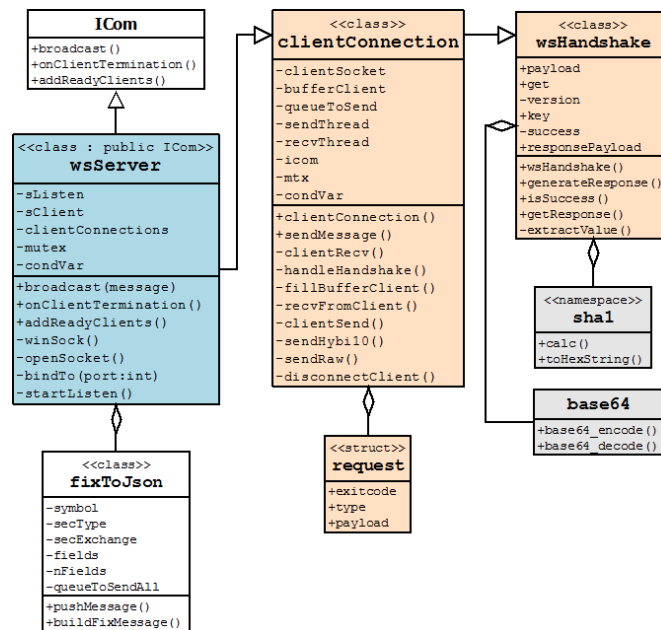 ICom
+broadcast()
+onClientTermination()
+addReadyClients()
<<class : public ICom>>
wsServer
-sListen
-sClient
-clientConnections
-mutex
-condVar
+broadcast(message)
+onClientTermination()
+addReadyClients()
-winSock()
-openSocket()
-bindTo(port:int)
-startListen()
<<class>>
fixToJson
-symbol
-secType
-secExchange
-fields
-nFields
-queueToSendAll
+pushMessage()
+buildFixMessage()
<<class>>
clientConnection
-clientSocket
-bufferClient
-queueToSend
-sendThread
-recvThread
-icom
-mtx
-condVar
+clientConnection()
+sendMessage()
-clientRecv()
-handleHandshake()
-fillBufferClient()
-recvFromClient()
-clientSend()
-sendHybi10()
-sendRaw()
-disconnectClient()
<<struct>>
request
+exitcode
+type
+payload
<<class>>
wsHandshake
+payload
+get
-version
+key
-success
+responsePayload
+wsHandshake()
+generateResponse()
+isSuccess()
+getResponse()
-extractValue()
<<namespace>>
sha1
+calc()
+toHexString()
base64
+base64_encode()
+base64_decode()